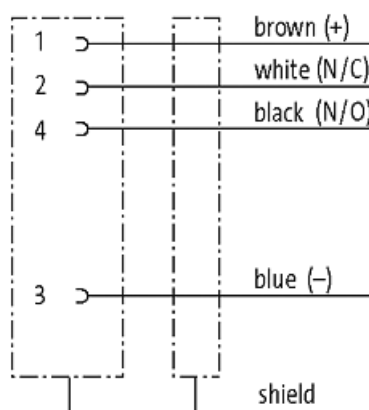 1 brown (+)
2 white (N/C)
4 black (N/O)
3 blue (–)
shield